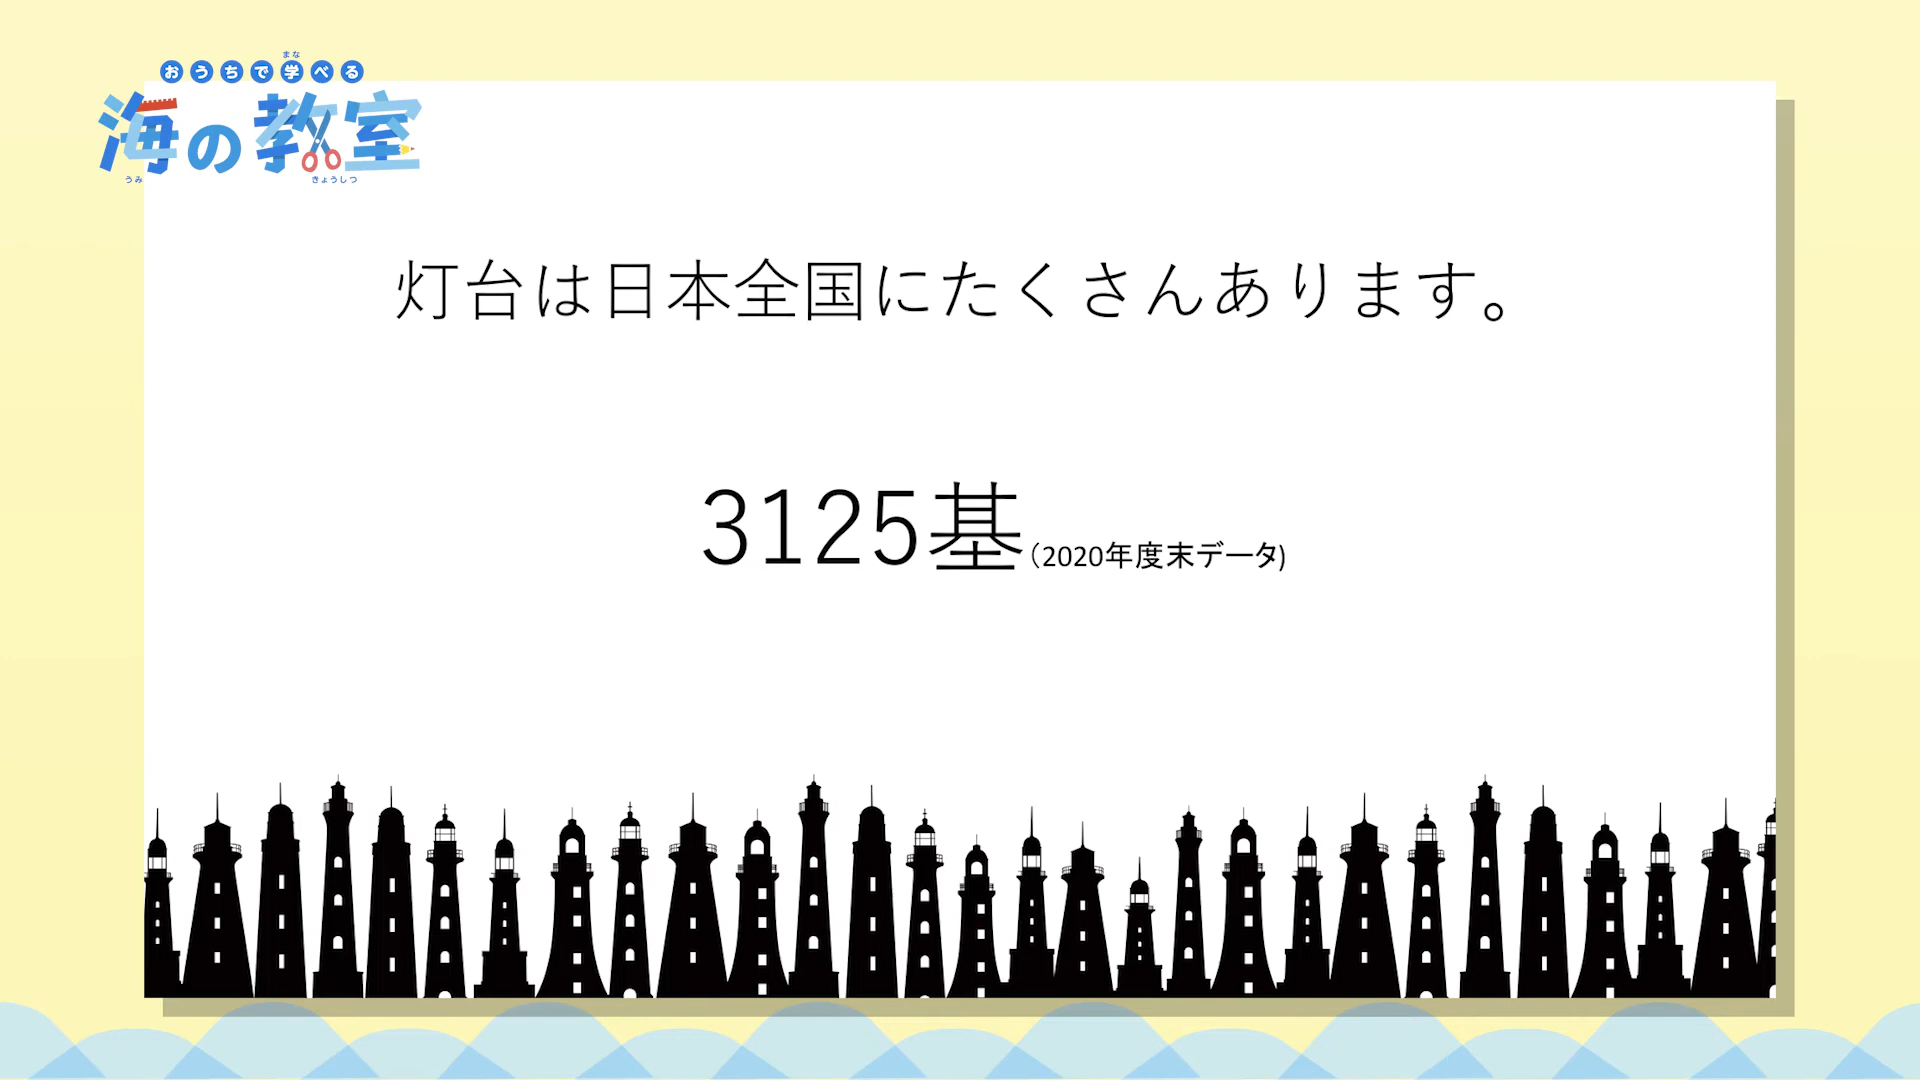 まな
おうちで学べる
海の教室
うみ きょうしつ
灯台は日本全国にたくさんあります。
3125基(2020年度末データ)